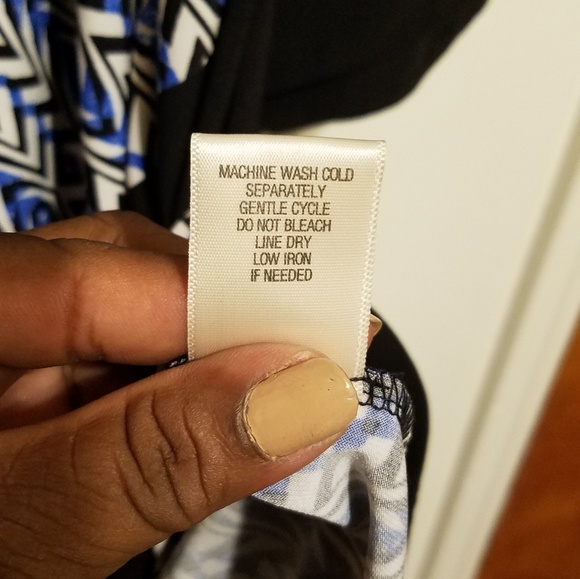 MACHINE WASH COLD
SEPARATELY
GENTLE CYCLE
DO NOT BLEACH
LINE DRY
LOW IRON
IF NEEDED